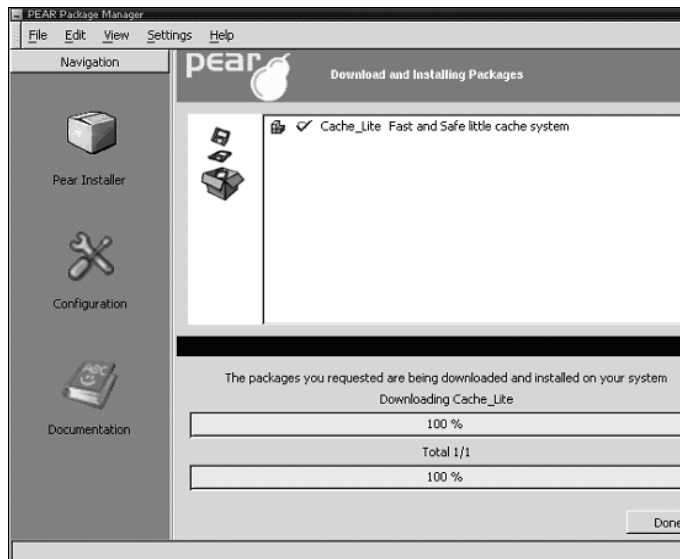 PEAR Package Manager
File Edit View Settings Help
Navigation
pear
Download and Installing Packages
Cache_Lite Fast and Safe little cache system
Pear Installer
Configuration
ABC
Documentation
The packages you requested are being downloaded and installed on your system
Downloading Cache_Lite
100 %
Total 1/1
100 %
Done